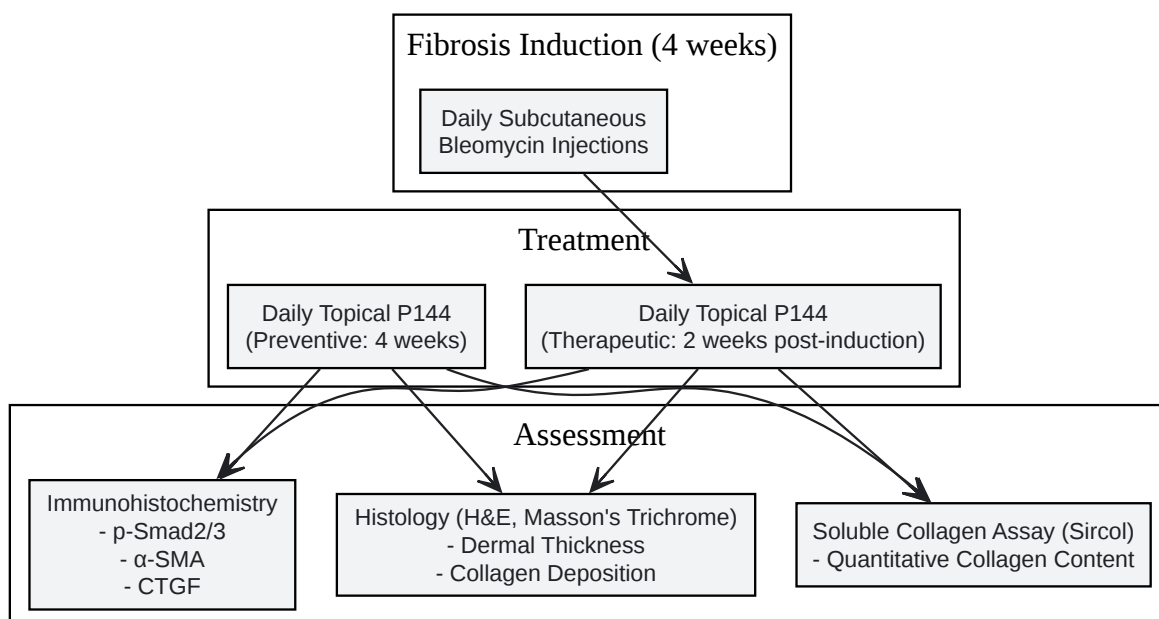 Fibrosis Induction (4 weeks)
Daily Subcutaneous
Bleomycin Injections
Treatment
Daily Topical P144
(Preventive: 4 weeks)
Daily Topical P144
(Therapeutic: 2 weeks post-induction)
Assessment
Immunohistochemistry
- p-Smad2/3
- α-SMA
- CTGF
Histology (H&E, Masson's Trichrome)
- Dermal Thickness
- Collagen Deposition
Soluble Collagen Assay (Sircol)
- Quantitative Collagen Content